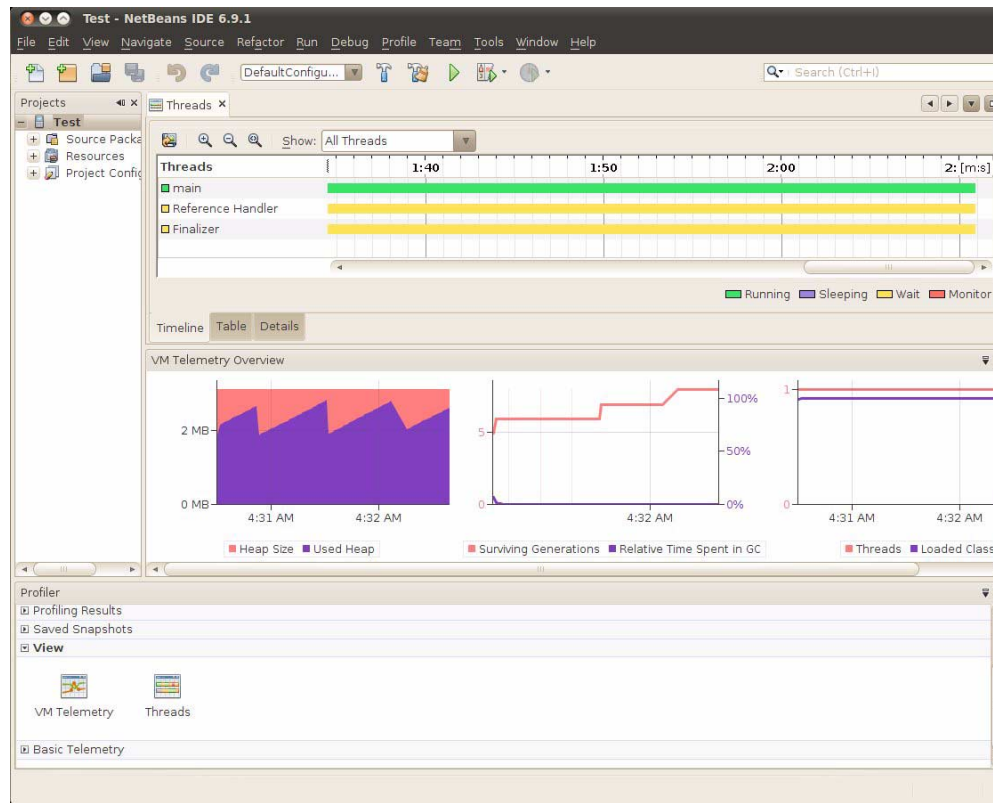 Test - NetBeans IDE 6.9.1
File Edit View Navigate Source Refactor Run Debug Profile Team Tools Window Help
DefaultConfigu... Search (Ctrl+I)
Projects
Threads
Test
Source Packa
Resources
Project Config
Show: All Threads
Threads 1:40 1:50 2:00 2: [m:s]
main
Reference Handler
Finalizer
Running Sleeping Wait Monitor
Timeline Table Details
VM Telemetry Overview
2 MB
0 MB
4:31 AM 4:32 AM
Heap Size Used Heap
5
0
100%
50%
0%
4:32 AM
Surviving Generations Relative Time Spent in GC
1
0
4:31 AM 4:32 AM
Threads Loaded Class
Profiler
Profiling Results
Saved Snapshots
View
VM Telemetry Threads
Basic Telemetry